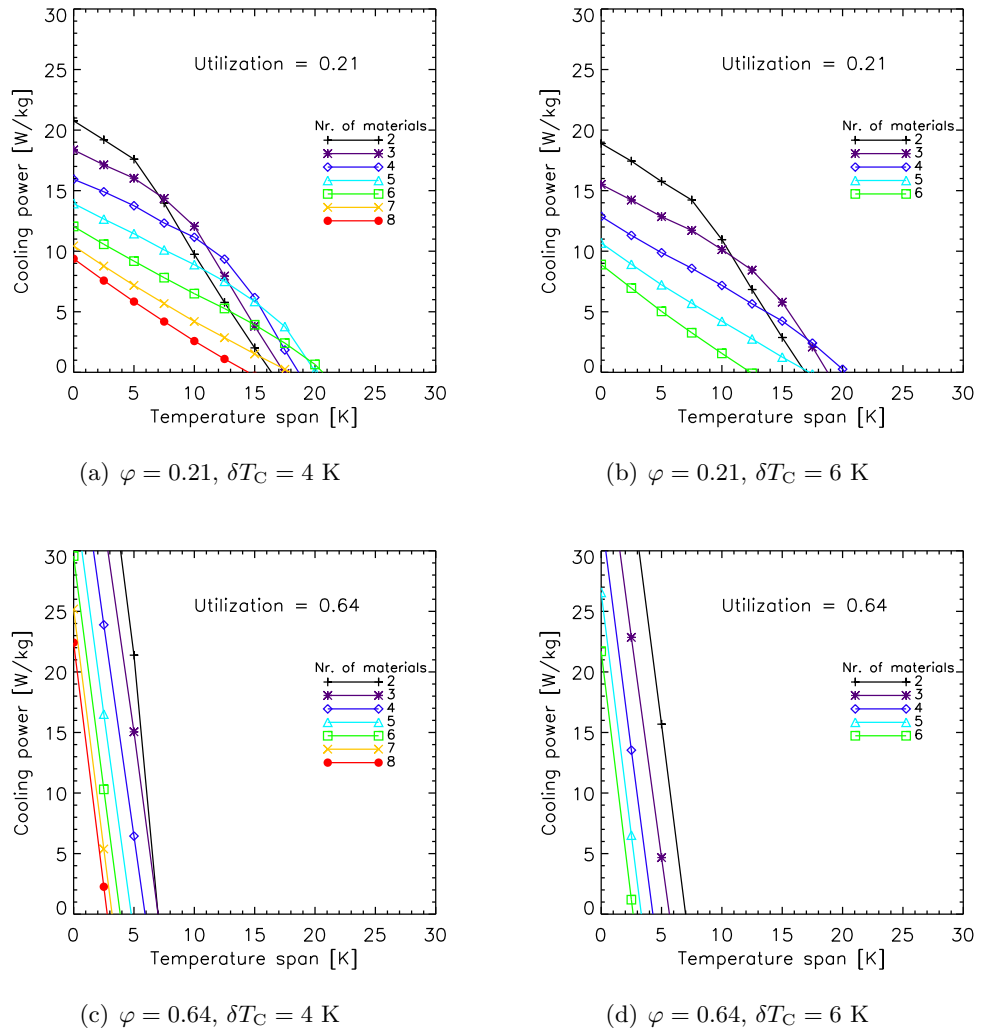 30
25
20
15
10
5
0
Cooling power [W/kg]
Utilization = 0.21
Nr. of materials
2
3
4
5
6
7
8
0 5 10 15 20 25 30
Temperature span [K]
(a) φ = 0.21, δT_C = 4 K
30
25
20
15
10
5
0
Cooling power [W/kg]
Utilization = 0.21
Nr. of materials
2
3
4
5
6
0 5 10 15 20 25 30
Temperature span [K]
(b) φ = 0.21, δT_C = 6 K
30
25
20
15
10
5
0
Cooling power [W/kg]
Utilization = 0.64
Nr. of materials
2
3
4
5
6
7
8
0 5 10 15 20 25 30
Temperature span [K]
(c) φ = 0.64, δT_C = 4 K
30
25
20
15
10
5
0
Cooling power [W/kg]
Utilization = 0.64
Nr. of materials
2
3
4
5
6
0 5 10 15 20 25 30
Temperature span [K]
(d) φ = 0.64, δT_C = 6 K